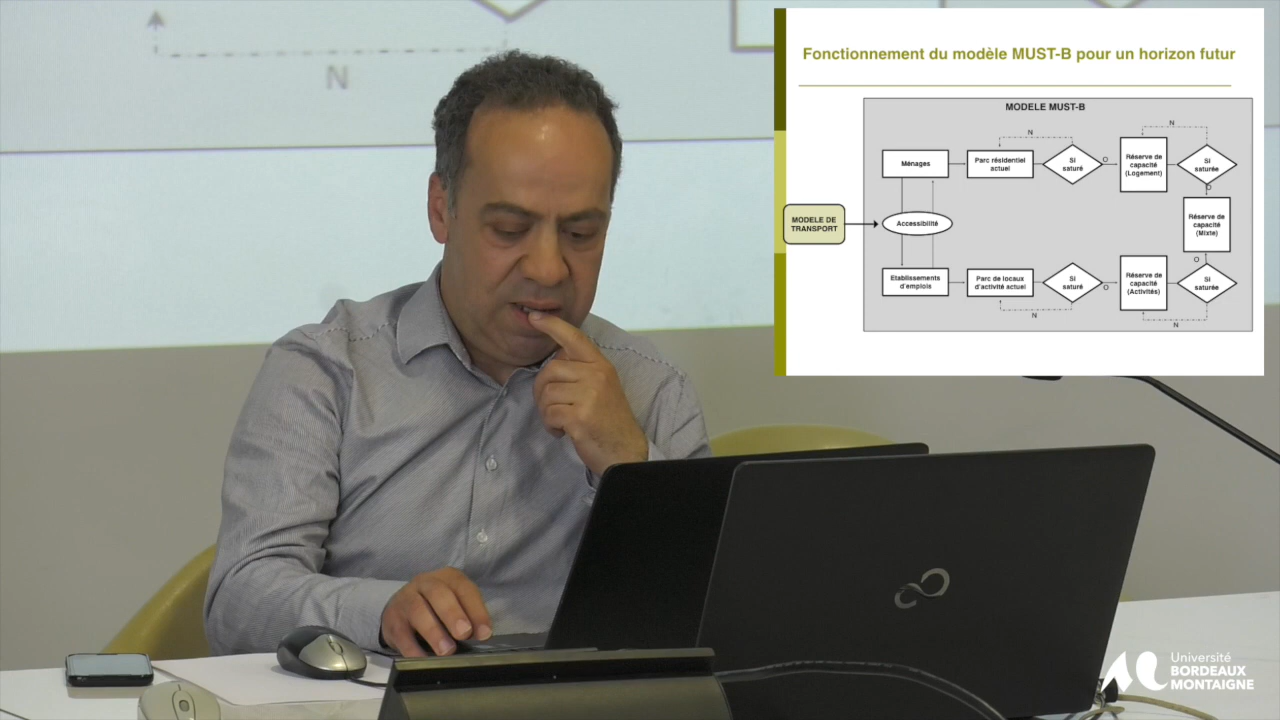 N
Fonctionnement du modèle MUST-B pour un horizon futur
MODELE MUST-B
N
N
Ménages
Parc résidentiel
actuel
Si
saturé
O
Réserve de
capacité
(Logement)
Si
saturée
O
MODELE DE
TRANSPORT
Accessibilité
Réserve de
capacité
(Mixte)
O
Etablissements
d'emplois
Parc de locaux
d'activité actuel
Si
saturé
O
Réserve de
capacité
(Activités)
Si
saturée
N
N
Université
BORDEAUX
MONTAIGNE